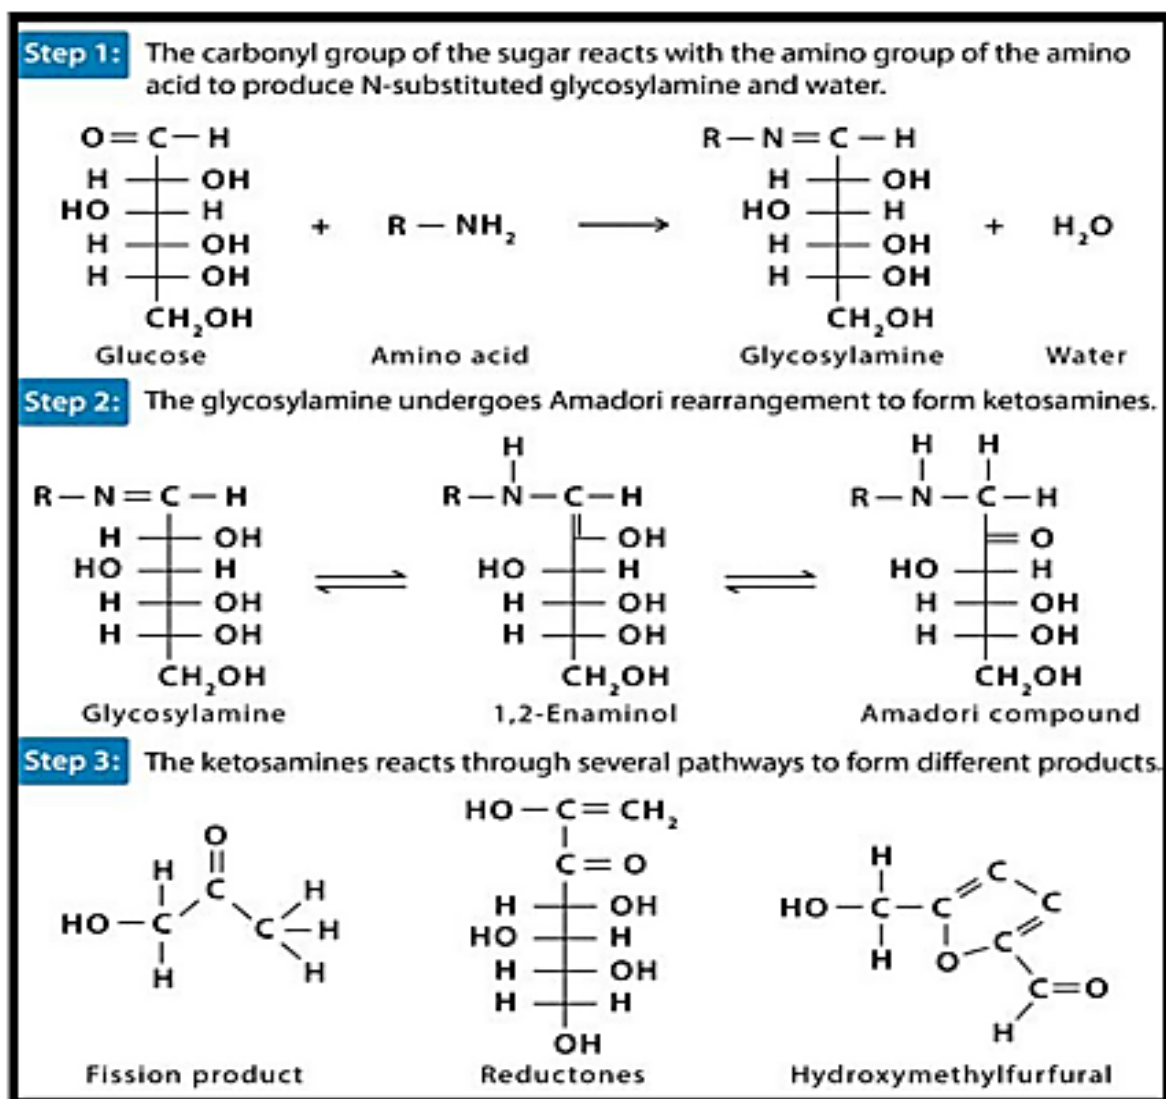 Step 1: The carbonyl group of the sugar reacts with the amino group of the amino
acid to produce N-substituted glycosylamine and water.
O=C—H
H OH
HO H
H OH
H OH
CH₂OH
Glucose
+
R—NH₂
Amino acid
R—N=C—H
H OH
HO H
H OH
H OH
CH₂OH
Glycosylamine
+
H₂O
Water
Step 2: The glycosylamine undergoes Amadori rearrangement to form ketosamines.
R—N=C—H
H OH
HO H
H OH
H OH
CH₂OH
Glycosylamine
H
R—N—C—H
OH
HO H
H OH
H OH
CH₂OH
1,2-Enaminol
H H
R—N—C—H
=O
HO H
H OH
H OH
CH₂OH
Amadori compound
Step 3: The ketosamines reacts through several pathways to form different products.
O
H C H
HO—C C—H
H H
Fission product
HO—C=CH₂
C=O
H OH
HO H
H OH
H H
OH
Reductones
H C
HO—C—C C
H O C
C=O
H
Hydroxymethylfurfural